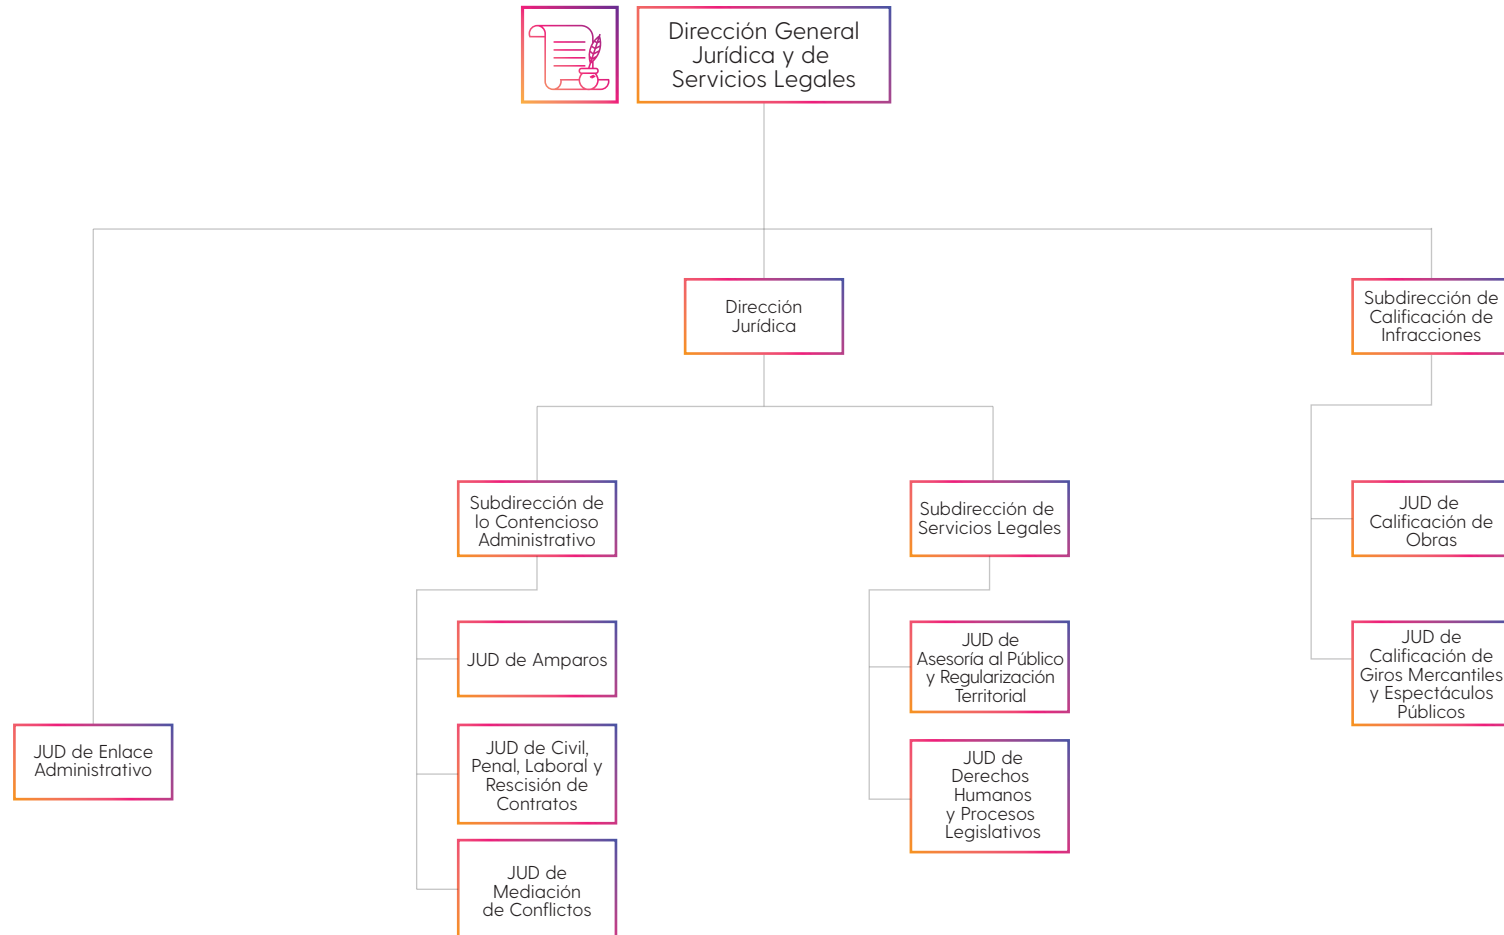 Dirección General
Jurídica y de
Servicios Legales
Dirección
Jurídica
Subdirección de
Calificación de
Infracciones
Subdirección de
lo Contencioso
Administrativo
Subdirección de
Servicios Legales
JUD de
Calificación de
Obras
JUD de Amparos
JUD de
Asesoría al Público
y Regularización
Territorial
JUD de
Calificación de
Giros Mercantiles
y Espectáculos
Públicos
JUD de Enlace
Administrativo
JUD de Civil,
Penal, Laboral y
Rescisión de
Contratos
JUD de
Derechos
Humanos
y Procesos
Legislativos
JUD de
Mediación
de Conflictos